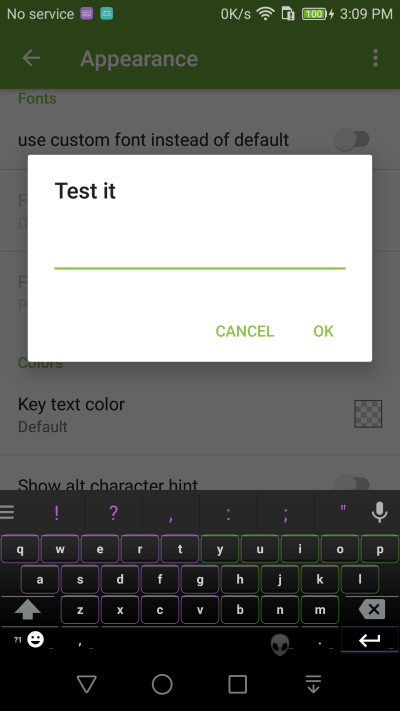 No service 0K/s 100 3:09 PM
Appearance
Fonts
use custom font instead of default
F
D
Test it
F
P
CANCEL OK
Colors
Key text color
Default
Show alt character hint
! ? , : ; "
q w e r t y u i o p
a s d f g h j k l
z x c v b n m
?1 , .